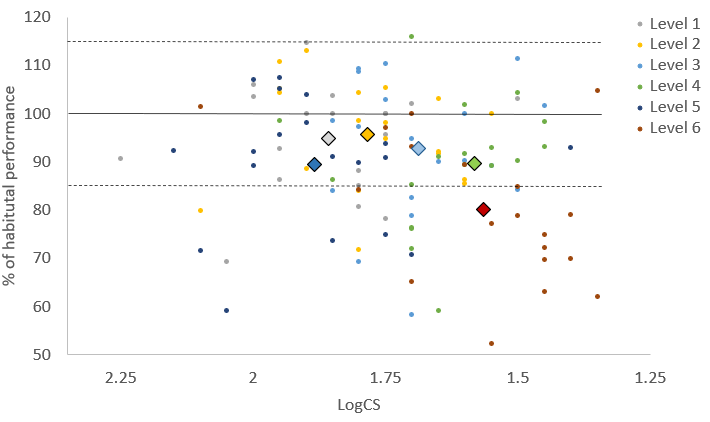 120
110
100
90
80
70
60
50
% of habitutal performance
2.25 2 1.75 1.5 1.25
LogCS
Level 1
Level 2
Level 3
Level 4
Level 5
Level 6